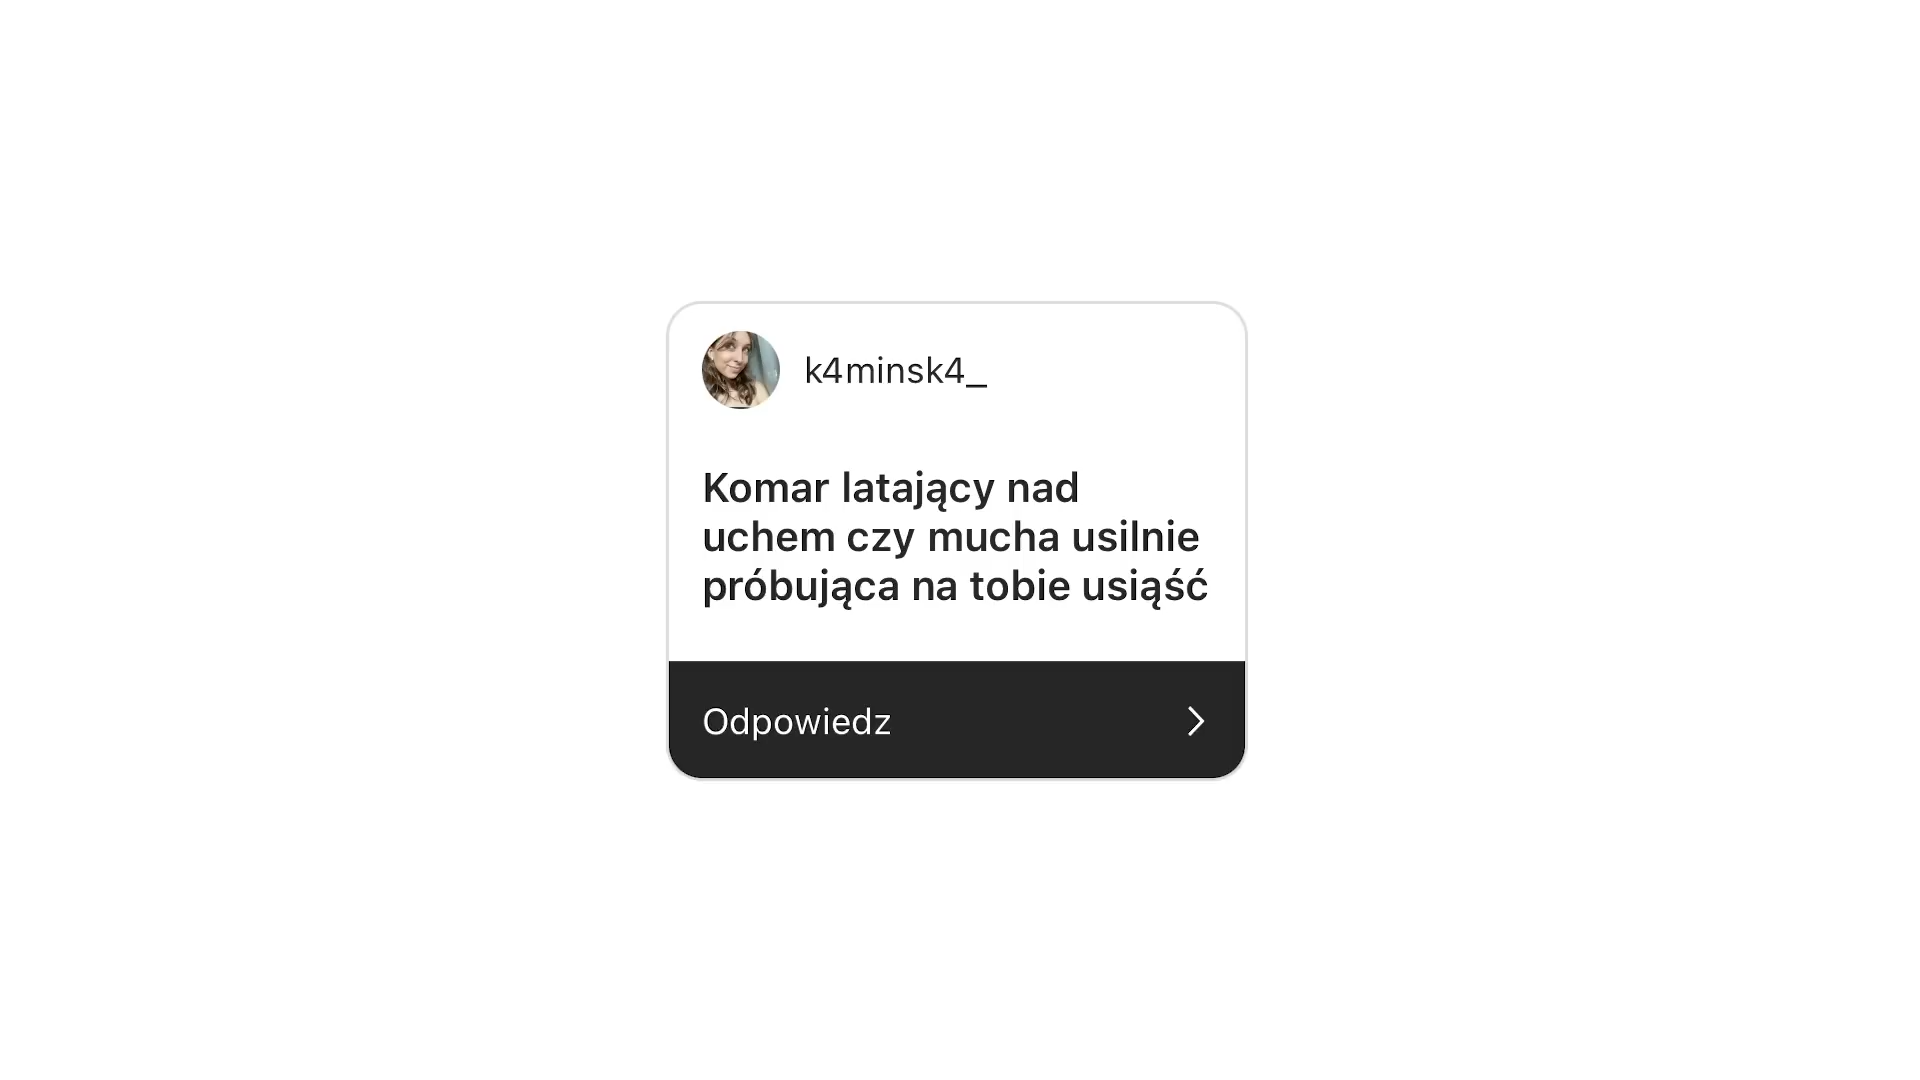 k4minsk4_
Komar latający nad
uchem czy mucha usilnie
próbująca na tobie usiąść
Odpowiedz